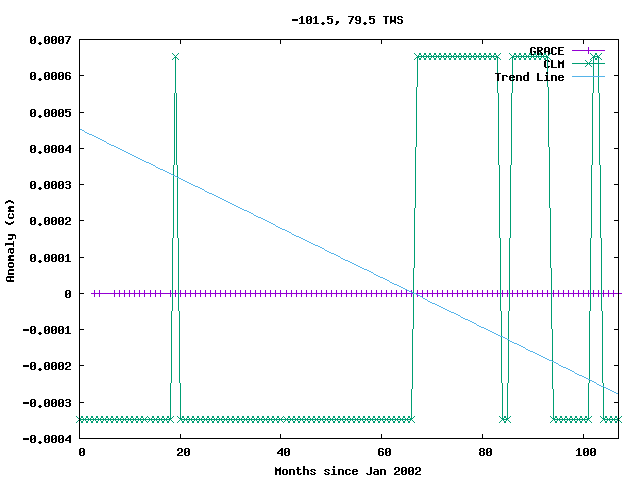 -101.5, 79.5 TWS
0.0007
0.0006
0.0005
0.0004
0.0003
0.0002
0.0001
0
-0.0001
-0.0002
-0.0003
-0.0004
Anomaly (cm)
GRACE
CLM
Trend Line
0 20 40 60 80 100
Months since Jan 2002